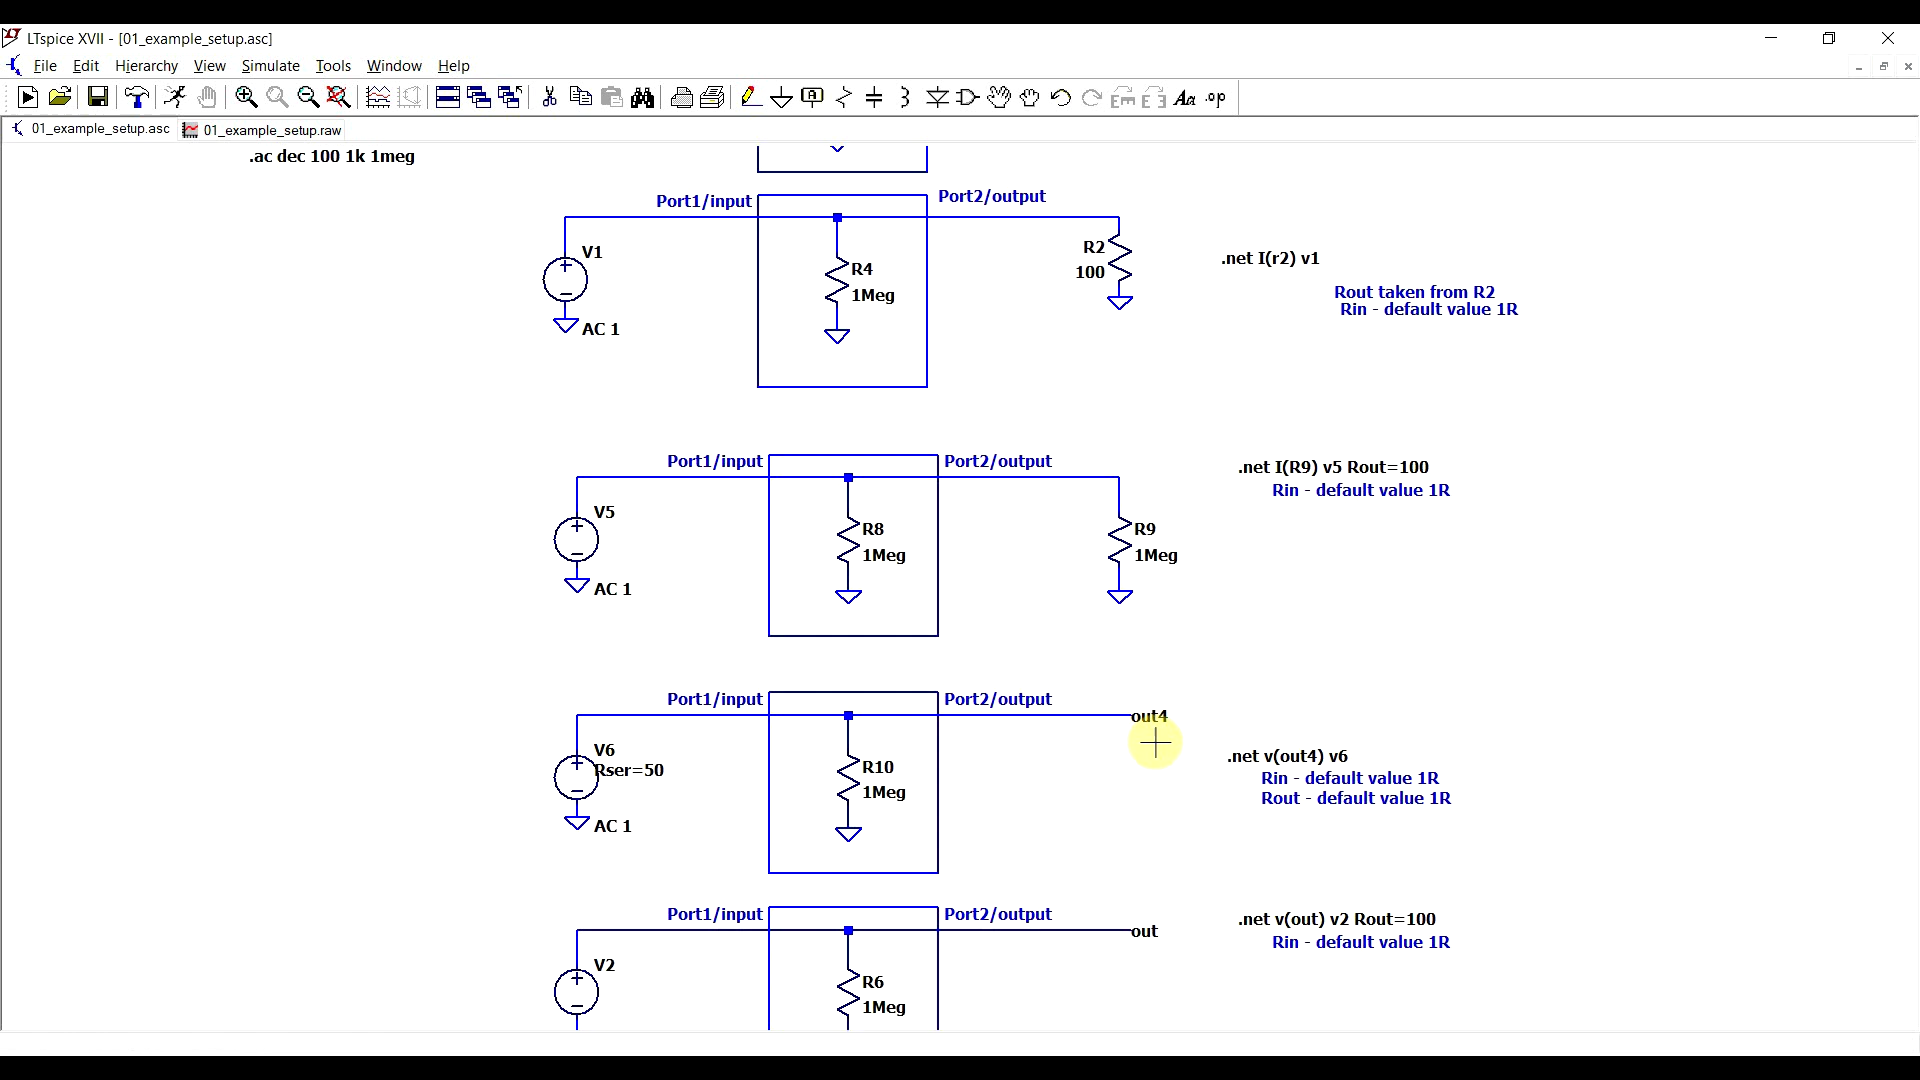 LTspice XVII - [01_example_setup.asc]
File Edit Hierarchy View Simulate Tools Window Help
01_example_setup.asc 01_example_setup.raw
.ac dec 100 1k 1meg
Port1/input Port2/output
V1
AC 1
R4
1Meg
R2
100
.net I(r2) v1
Rout taken from R2
Rin - default value 1R
Port1/input Port2/output
V5
AC 1
R8
1Meg
R9
1Meg
.net I(R9) v5 Rout=100
Rin - default value 1R
Port1/input Port2/output
out4
V6
Rser=50
AC 1
R10
1Meg
.net v(out4) v6
Rin - default value 1R
Rout - default value 1R
Port1/input Port2/output
out
V2
R6
1Meg
.net v(out) v2 Rout=100
Rin - default value 1R